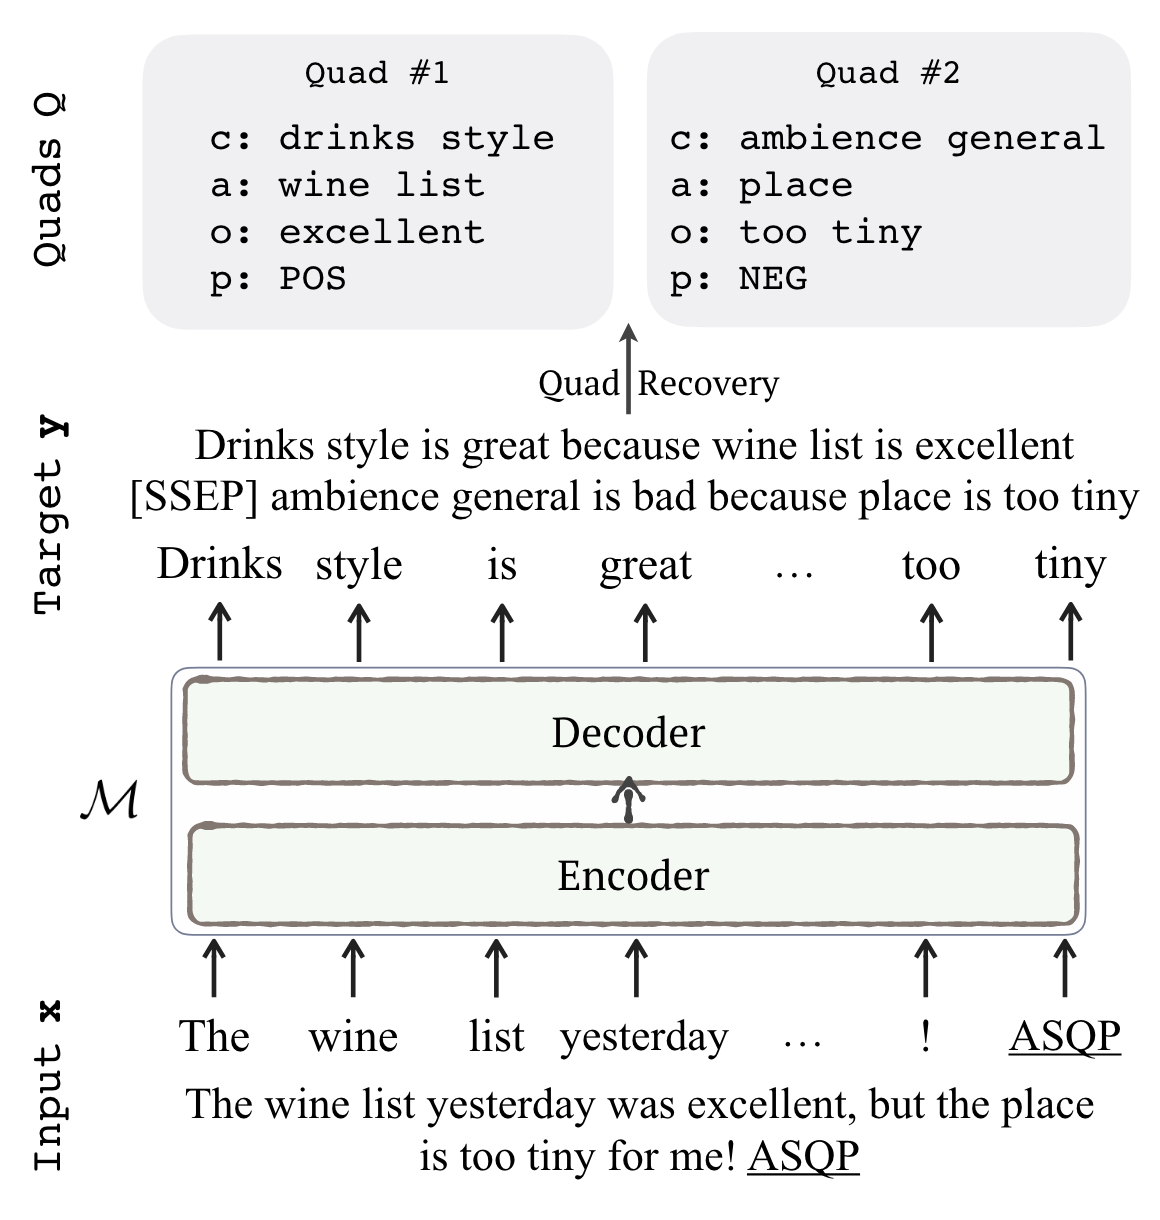 Quads Q
Quad #1
c: drinks style
a: wine list
o: excellent
p: POS
Quad #2
c: ambience general
a: place
o: too tiny
p: NEG
Quad Recovery
Target y
Drinks style is great because wine list is excellent
[SSEP] ambience general is bad because place is too tiny
Drinks style is great … too tiny
ℳ
Decoder
Encoder
Input x
The wine list yesterday … ! ASQP
The wine list yesterday was excellent, but the place
is too tiny for me! ASQP